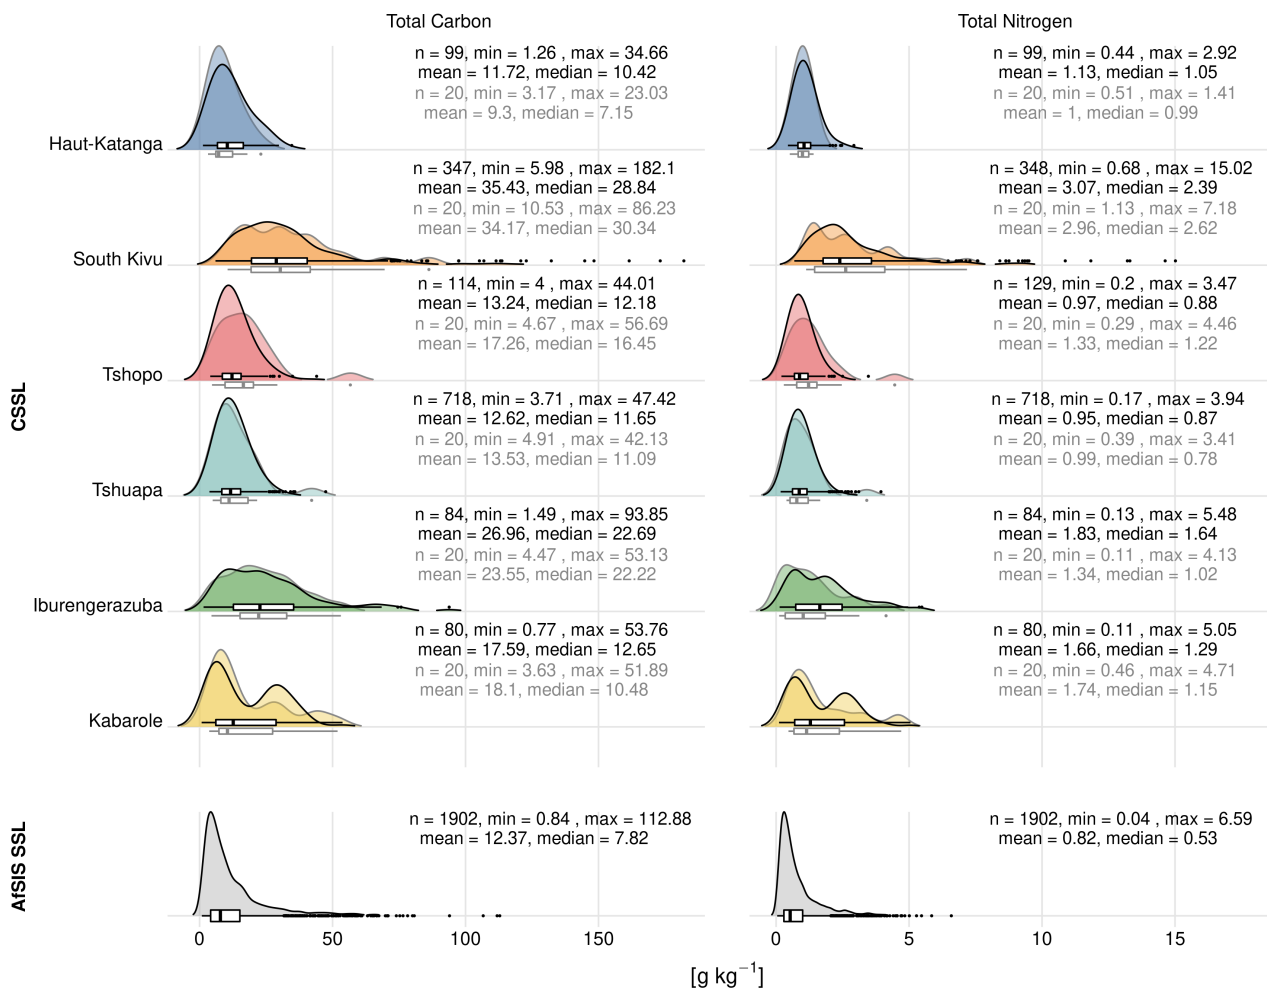 Total Carbon
Total Nitrogen
CSSL
Haut-Katanga
n = 99, min = 1.26 , max = 34.66
mean = 11.72, median = 10.42
n = 20, min = 3.17 , max = 23.03
mean = 9.3, median = 7.15
n = 99, min = 0.44 , max = 2.92
mean = 1.13, median = 1.05
n = 20, min = 0.51 , max = 1.41
mean = 1, median = 0.99
South Kivu
n = 347, min = 5.98 , max = 182.1
mean = 35.43, median = 28.84
n = 20, min = 10.53 , max = 86.23
mean = 34.17, median = 30.34
n = 348, min = 0.68 , max = 15.02
mean = 3.07, median = 2.39
n = 20, min = 1.13 , max = 7.18
mean = 2.96, median = 2.62
Tshopo
n = 114, min = 4 , max = 44.01
mean = 13.24, median = 12.18
n = 20, min = 4.67 , max = 56.69
mean = 17.26, median = 16.45
n = 129, min = 0.2 , max = 3.47
mean = 0.97, median = 0.88
n = 20, min = 0.29 , max = 4.46
mean = 1.33, median = 1.22
Tshuapa
n = 718, min = 3.71 , max = 47.42
mean = 12.62, median = 11.65
n = 20, min = 4.91 , max = 42.13
mean = 13.53, median = 11.09
n = 718, min = 0.17 , max = 3.94
mean = 0.95, median = 0.87
n = 20, min = 0.39 , max = 3.41
mean = 0.99, median = 0.78
Iburengerazuba
n = 84, min = 1.49 , max = 93.85
mean = 26.96, median = 22.69
n = 20, min = 4.47 , max = 53.13
mean = 23.55, median = 22.22
n = 84, min = 0.13 , max = 5.48
mean = 1.83, median = 1.64
n = 20, min = 0.11 , max = 4.13
mean = 1.34, median = 1.02
Kabarole
n = 80, min = 0.77 , max = 53.76
mean = 17.59, median = 12.65
n = 20, min = 3.63 , max = 51.89
mean = 18.1, median = 10.48
n = 80, min = 0.11 , max = 5.05
mean = 1.66, median = 1.29
n = 20, min = 0.46 , max = 4.71
mean = 1.74, median = 1.15
AfSIS SSL
n = 1902, min = 0.84 , max = 112.88
mean = 12.37, median = 7.82
n = 1902, min = 0.04 , max = 6.59
mean = 0.82, median = 0.53
0 50 100 150
0 5 10 15
[g kg⁻¹]